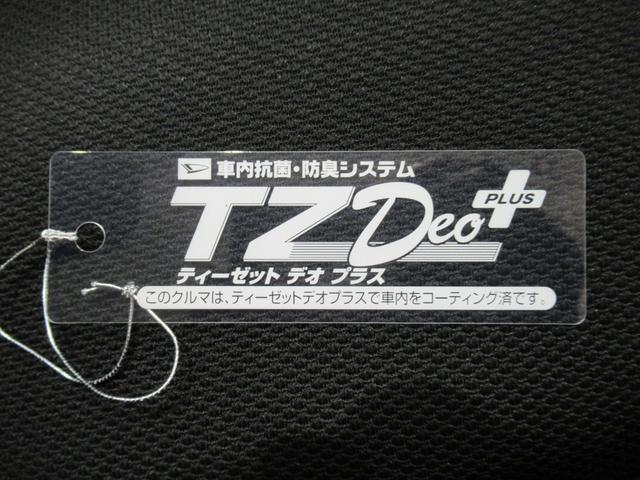 車内抗菌・防臭システム
TZ Deo PLUS
ティーゼット デオ プラス
このクルマは、ティーゼットデオプラスで車内をコーティング済です。